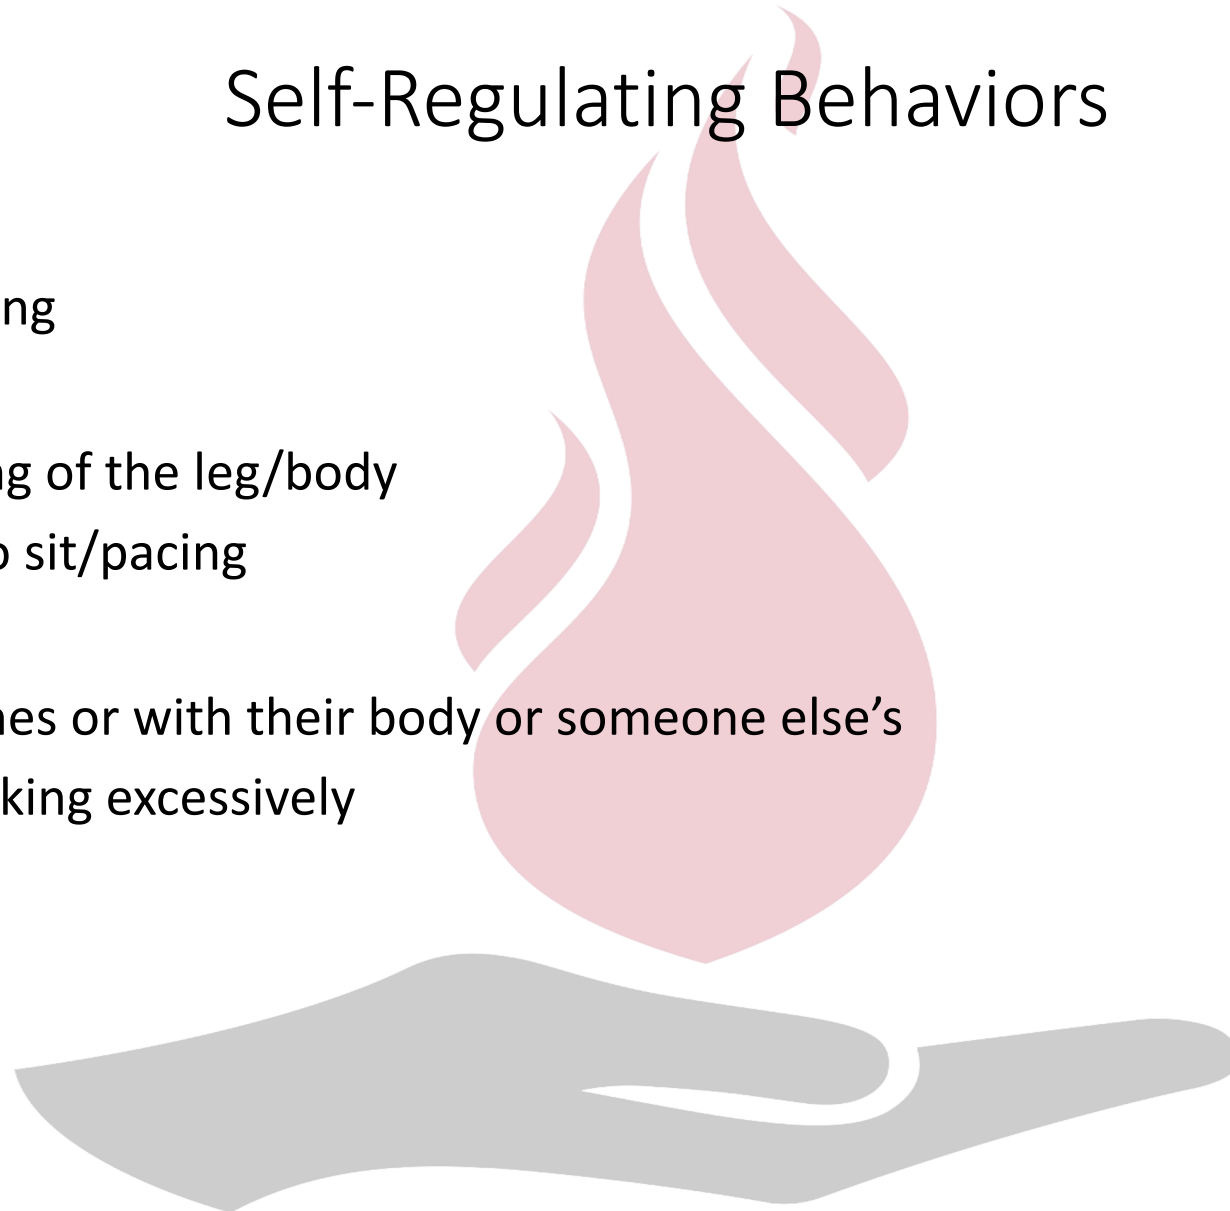 Self-Regulating Behaviors
ng
g of the leg/body
sit/pacing
nes or with their body or someone else’s
king excessively